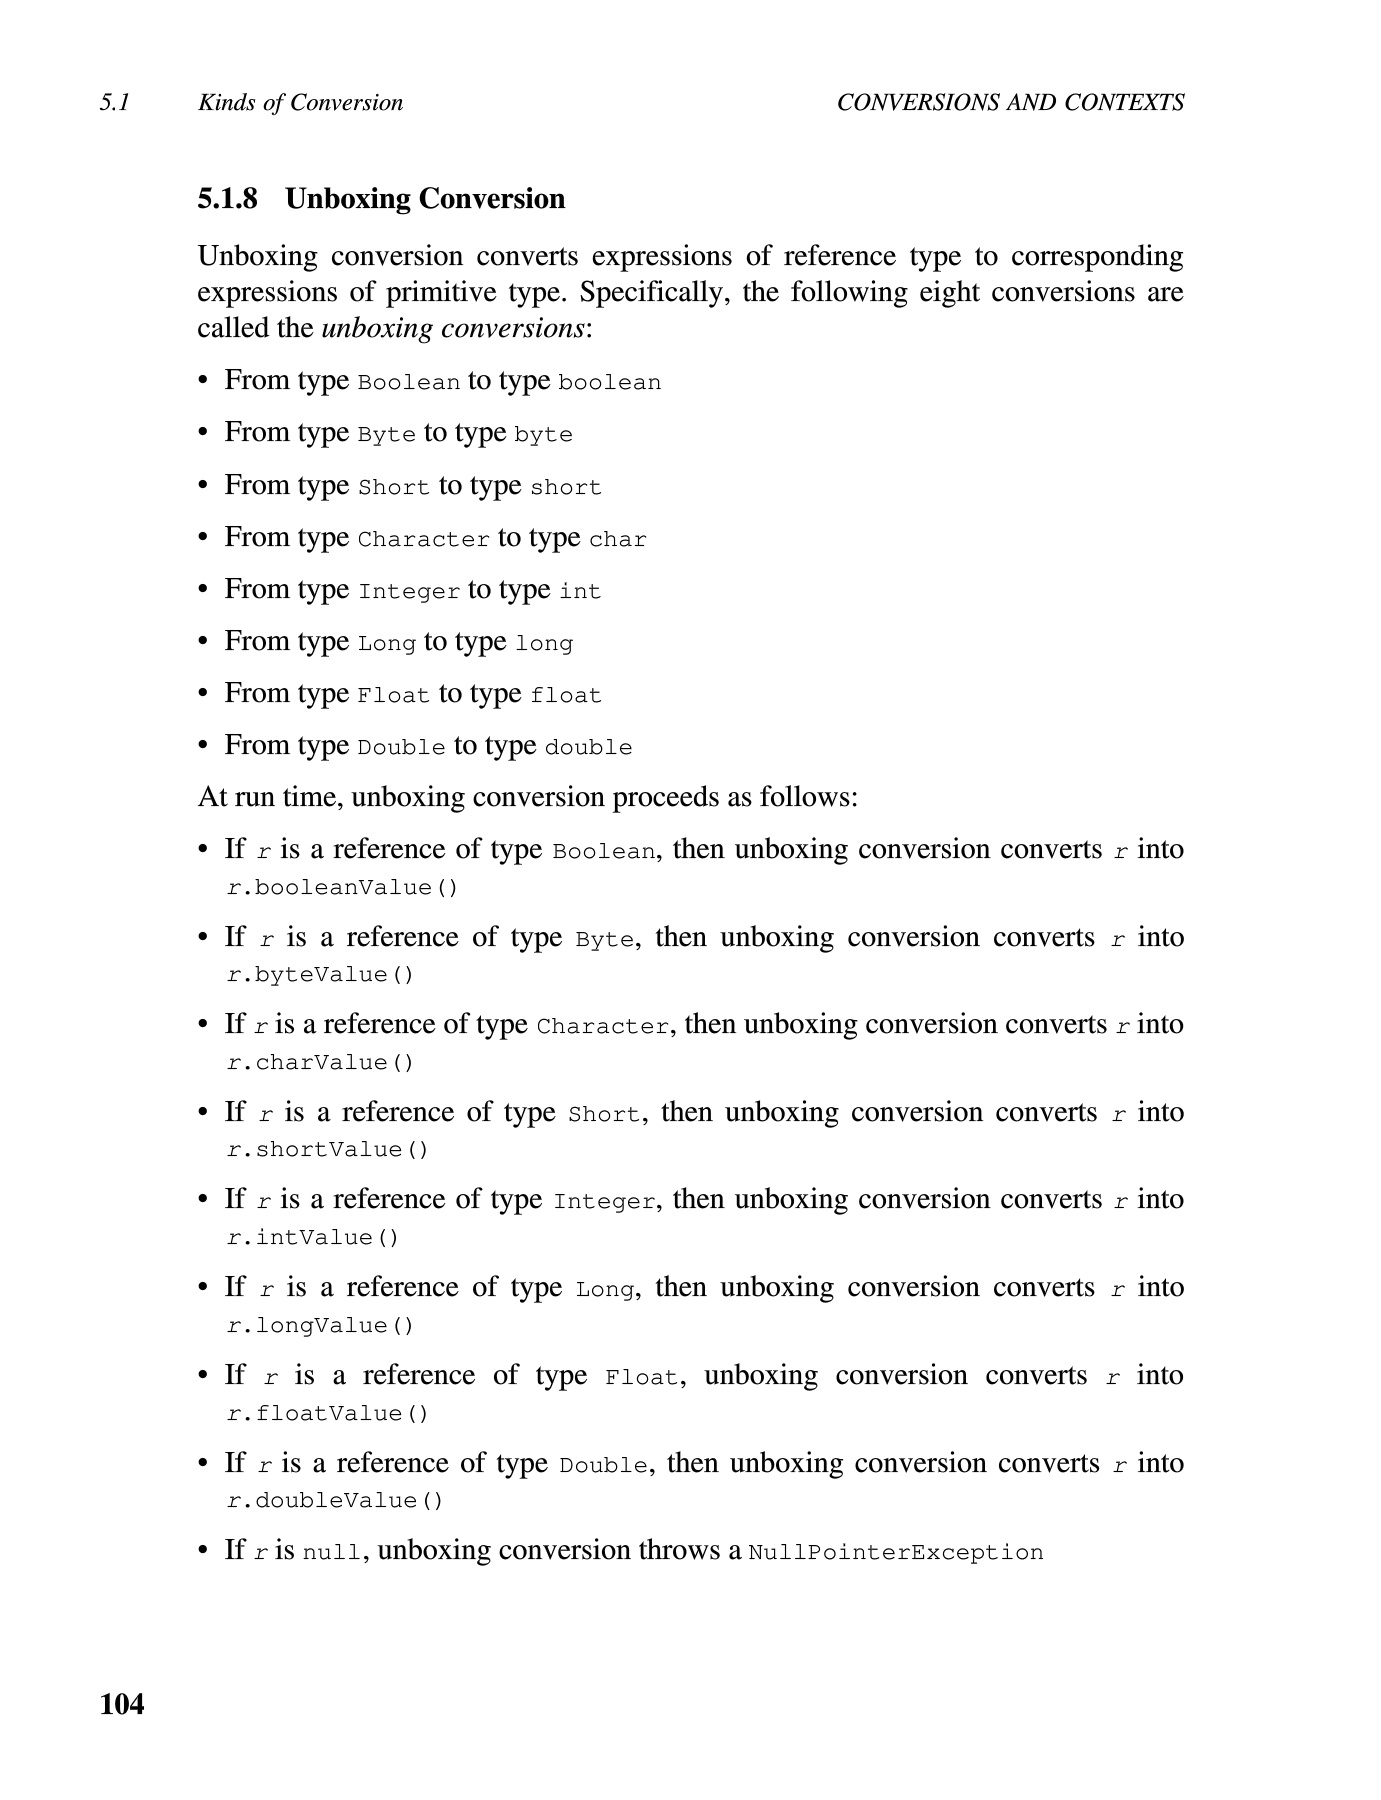 5.1 Kinds of Conversion CONVERSIONS AND CONTEXTS
5.1.8 Unboxing Conversion
Unboxing conversion converts expressions of reference type to corresponding
expressions of primitive type. Specifically, the following eight conversions are
called the unboxing conversions:
• From type Boolean to type boolean
• From type Byte to type byte
• From type Short to type short
• From type Character to type char
• From type Integer to type int
• From type Long to type long
• From type Float to type float
• From type Double to type double
At run time, unboxing conversion proceeds as follows:
• If r is a reference of type Boolean, then unboxing conversion converts r into
r.booleanValue()
• If r is a reference of type Byte, then unboxing conversion converts r into
r.byteValue()
• If r is a reference of type Character, then unboxing conversion converts r into
r.charValue()
• If r is a reference of type Short, then unboxing conversion converts r into
r.shortValue()
• If r is a reference of type Integer, then unboxing conversion converts r into
r.intValue()
• If r is a reference of type Long, then unboxing conversion converts r into
r.longValue()
• If r is a reference of type Float, unboxing conversion converts r into
r.floatValue()
• If r is a reference of type Double, then unboxing conversion converts r into
r.doubleValue()
• If r is null, unboxing conversion throws a NullPointerException
104